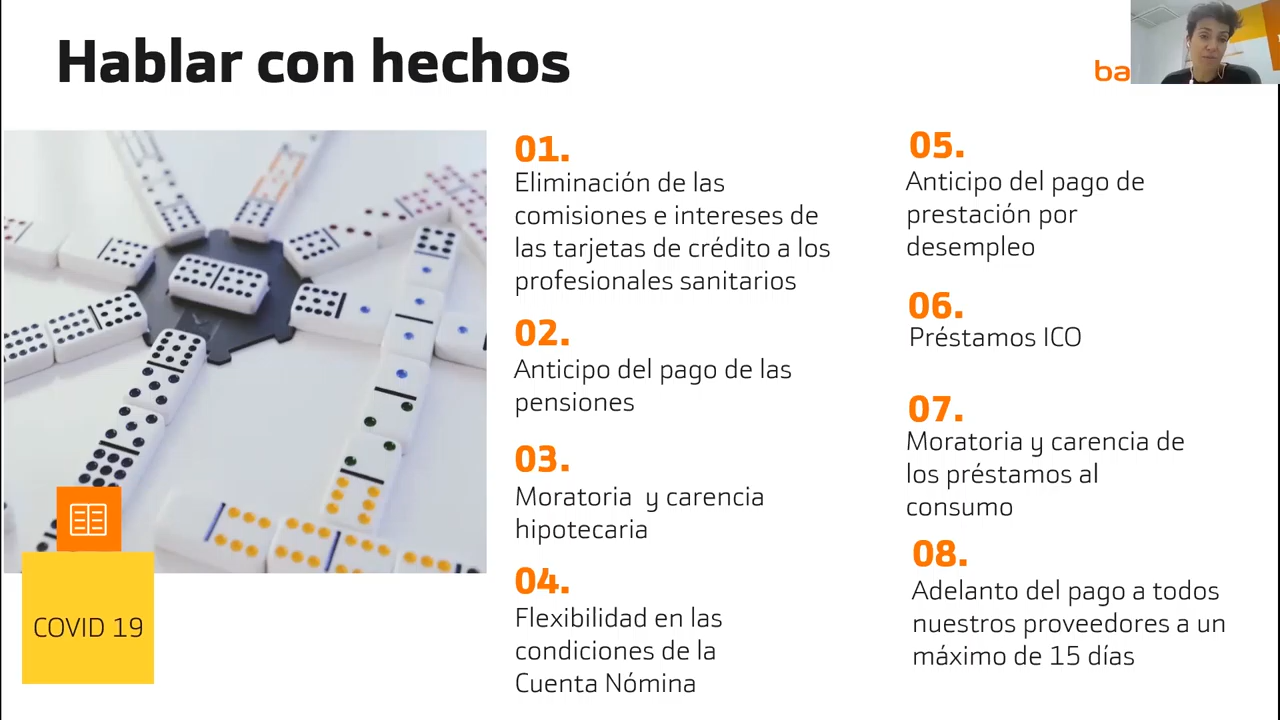 Hablar con hechos
ba
01.
Eliminación de las
comisiones e intereses de
las tarjetas de crédito a los
profesionales sanitarios
02.
Anticipo del pago de las
pensiones
03.
Moratoria y carencia
hipotecaria
04.
Flexibilidad en las
condiciones de la
Cuenta Nómina
05.
Anticipo del pago de
prestación por
desempleo
06.
Préstamos ICO
07.
Moratoria y carencia de
los préstamos al
consumo
08.
Adelanto del pago a todos
nuestros proveedores a un
máximo de 15 días
COVID 19